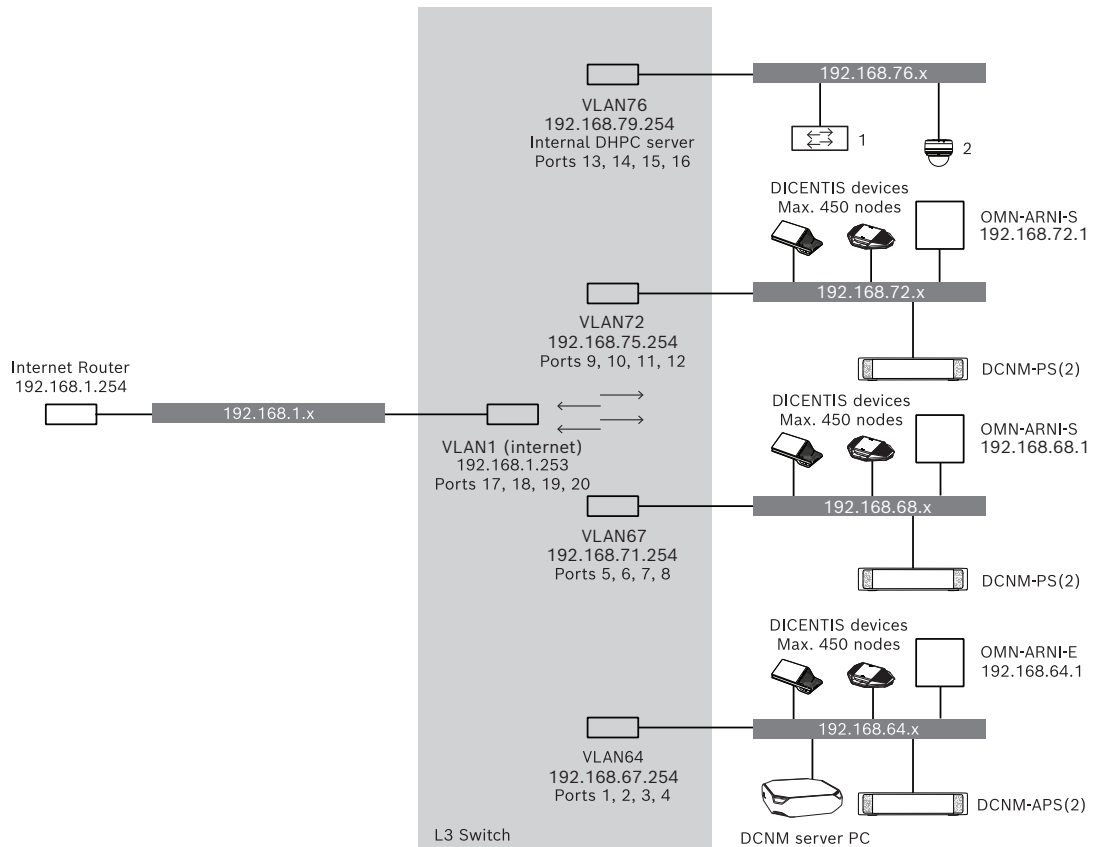 192.168.76.x
VLAN76
192.168.79.254
Internal DHPC server
Ports 13, 14, 15, 16
1
2
DICENTIS devices
Max. 450 nodes
OMN-ARNI-S
192.168.72.1
192.168.72.x
VLAN72
192.168.75.254
Ports 9, 10, 11, 12
DCNM-PS(2)
Internet Router
192.168.1.254
192.168.1.x
VLAN1 (internet)
192.168.1.253
Ports 17, 18, 19, 20
DICENTIS devices
Max. 450 nodes
OMN-ARNI-S
192.168.68.1
192.168.68.x
VLAN67
192.168.71.254
Ports 5, 6, 7, 8
DCNM-PS(2)
DICENTIS devices
Max. 450 nodes
OMN-ARNI-E
192.168.64.1
192.168.64.x
VLAN64
192.168.67.254
Ports 1, 2, 3, 4
DCNM-APS(2)
L3 Switch
DCNM server PC